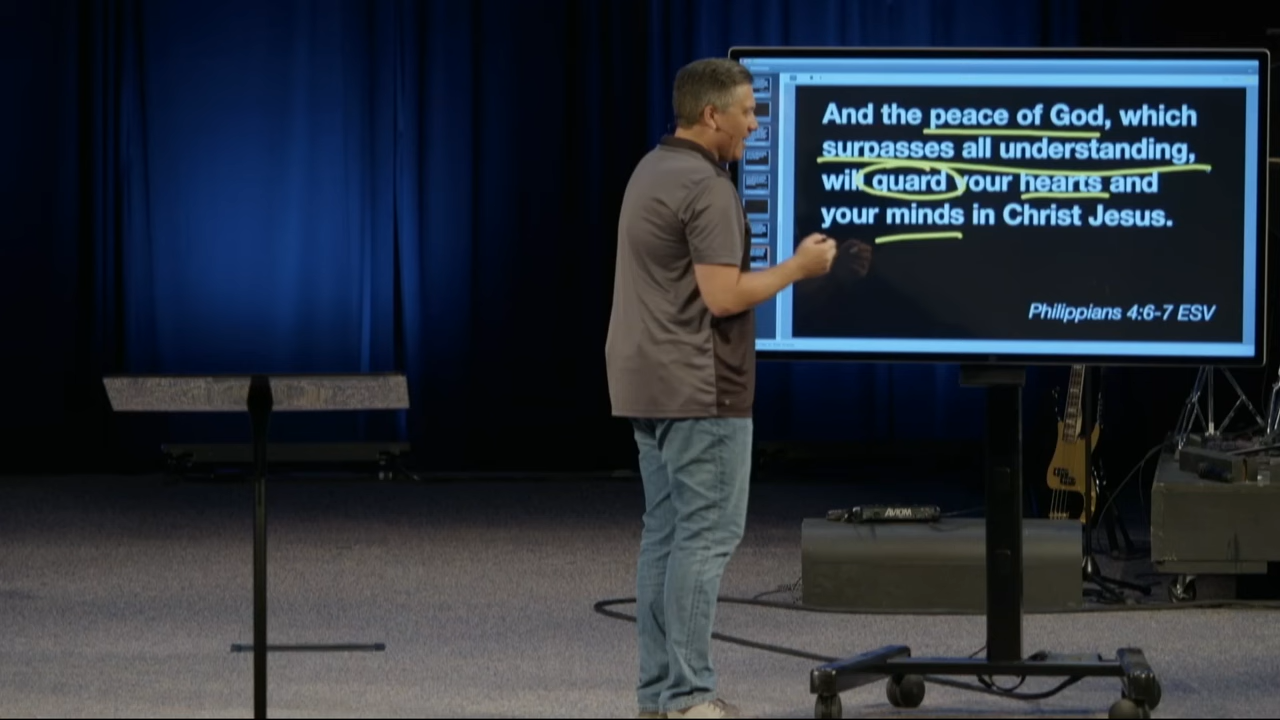 And the peace of God, which
surpasses all understanding,
will guard your hearts and
your minds in Christ Jesus.
Philippians 4:6-7 ESV
AVIOM